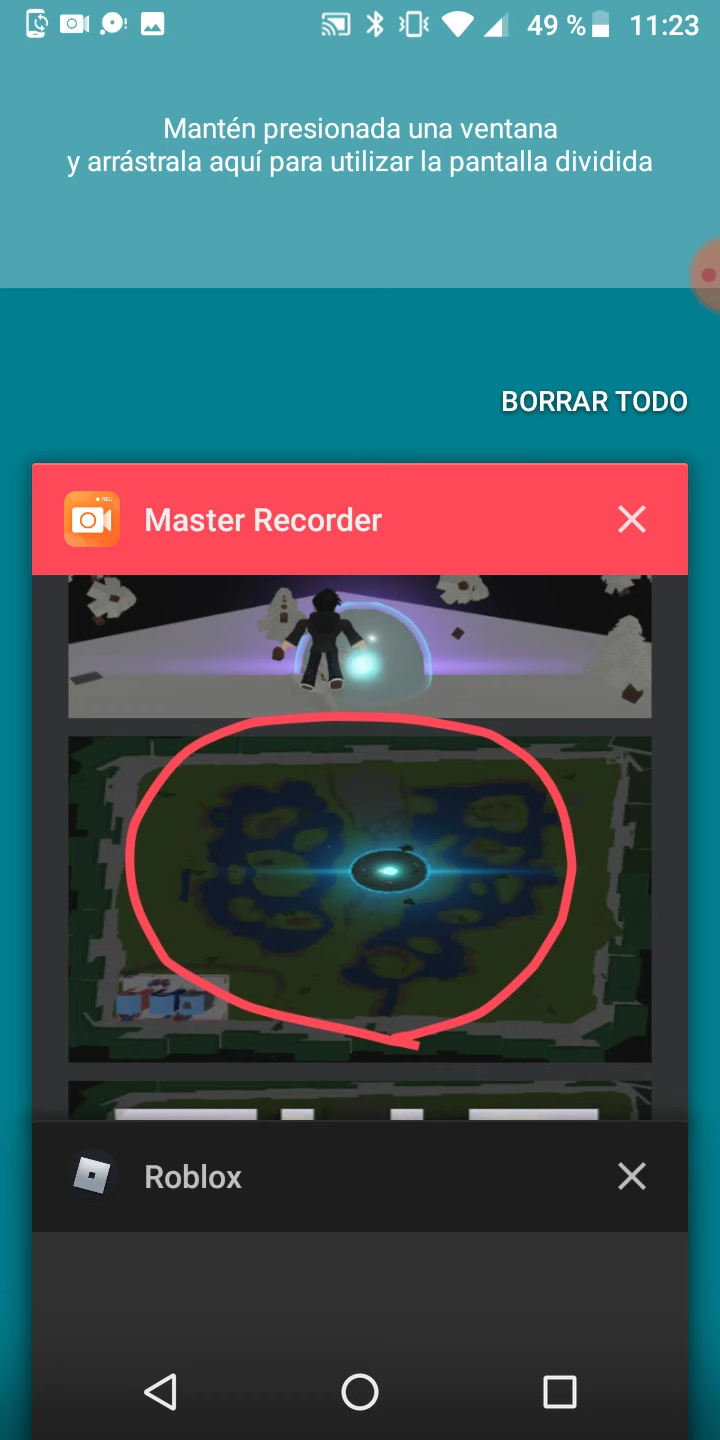 49 % 11:23
Mantén presionada una ventana
y arrástrala aquí para utilizar la pantalla dividida
BORRAR TODO
Master Recorder
Roblox